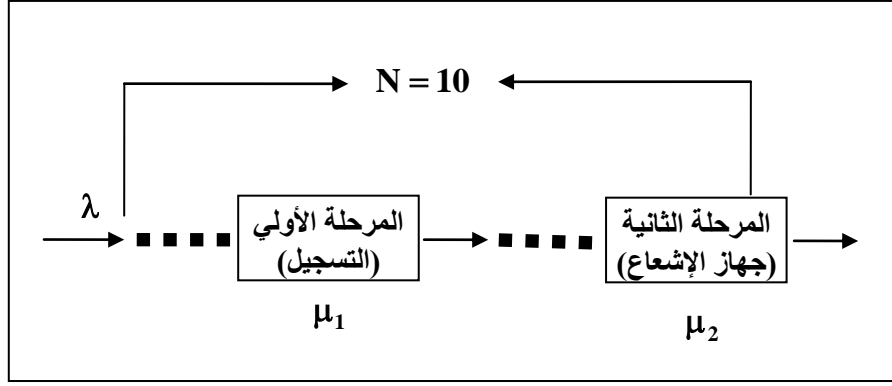 N = 10
λ
المرحلة الأولي
(التسجيل)
المرحلة الثانية
(جهاز الإشعاع)
μ1
μ2